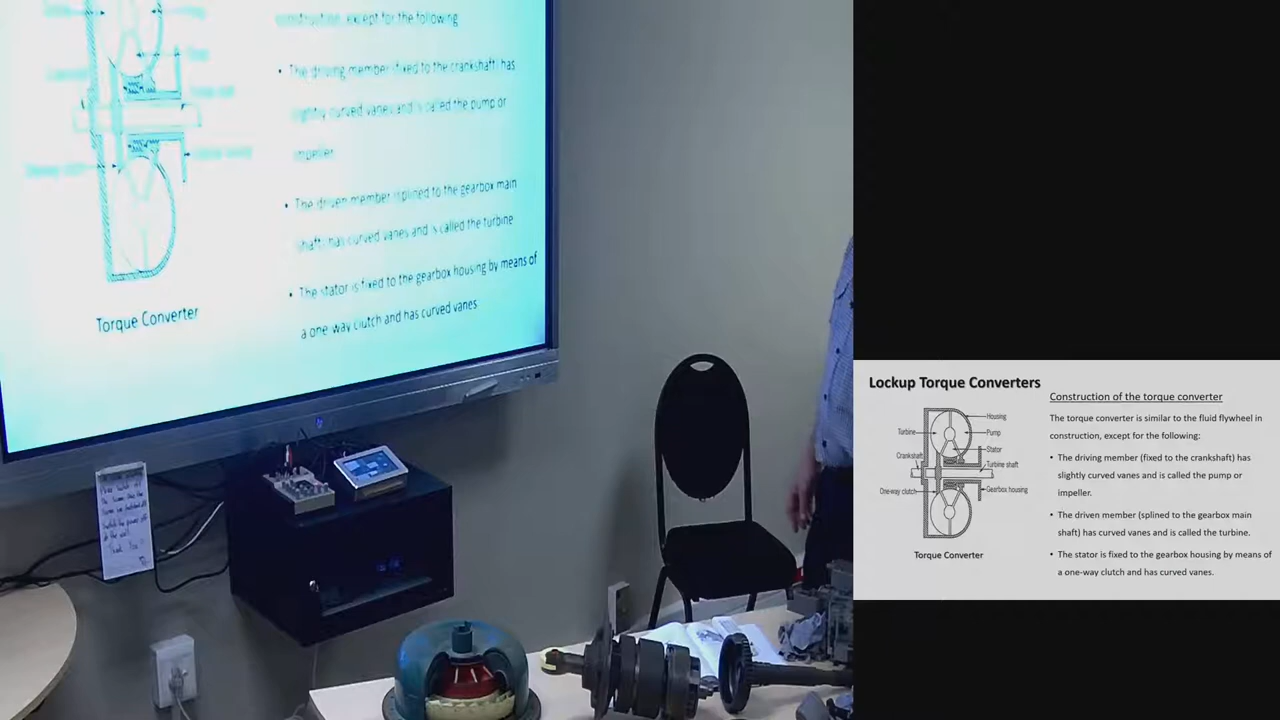 construction, except for the following
• The driving member (fixed to the crankshaft) has
slightly curved vanes and is called the pump or
impeller
• The driven member (splined to the gearbox main
shaft) has curved vanes and is called the turbine
• The stator is fixed to the gearbox housing by means of
a one-way clutch and has curved vanes
Torque Converter
Thank You
Lockup Torque Converters
Construction of the torque converter
The torque converter is similar to the fluid flywheel in
construction, except for the following:
• The driving member (fixed to the crankshaft) has
slightly curved vanes and is called the pump or
impeller.
• The driven member (splined to the gearbox main
shaft) has curved vanes and is called the turbine.
• The stator is fixed to the gearbox housing by means of
a one-way clutch and has curved vanes.
Housing
Turbine
Pump
Stator
Crankshaft
Turbine shaft
One-way clutch
Gearbox housing
Torque Converter